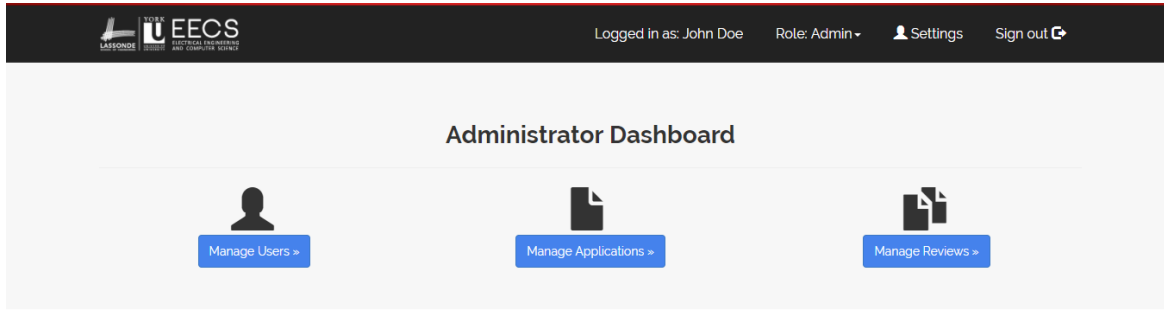 LASSONDE
YORK
U
EECS
ELECTRICAL ENGINEERING
AND COMPUTER SCIENCE
Logged in as: John Doe
Role: Admin
Settings
Sign out
Administrator Dashboard
Manage Users »
Manage Applications »
Manage Reviews »